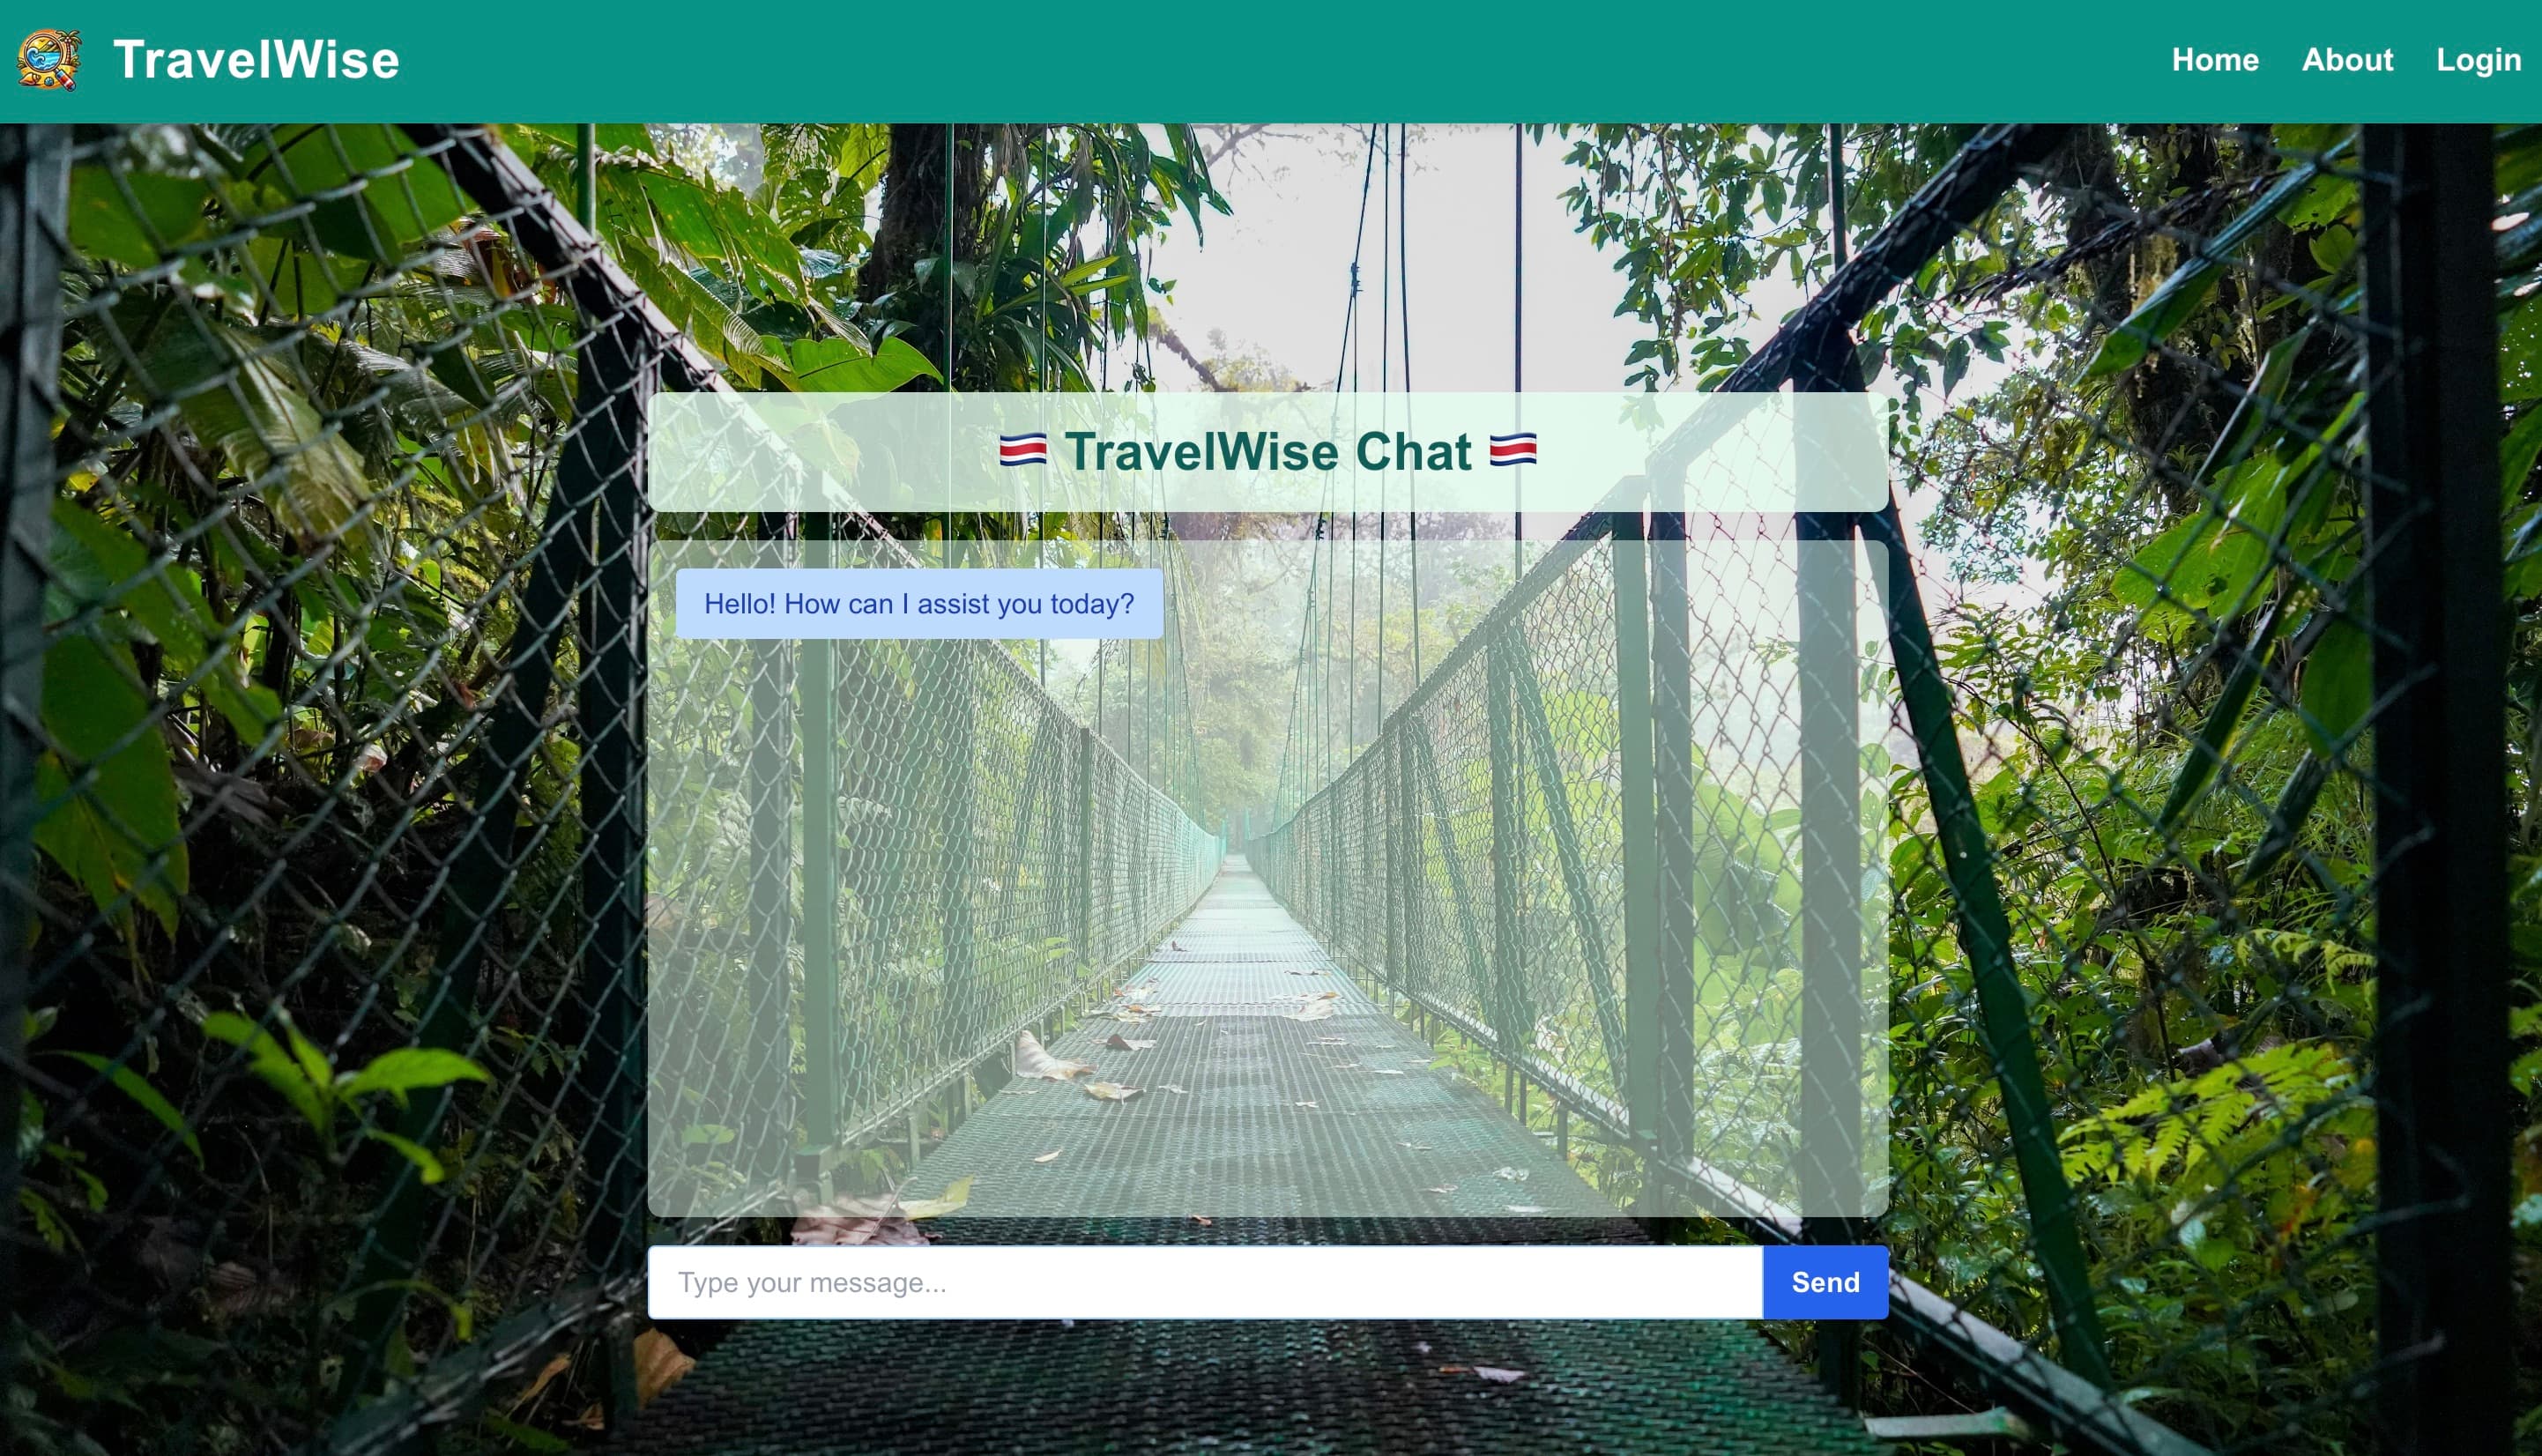 TravelWise
Home About Login
TravelWise Chat
Hello! How can I assist you today?
Type your message...
Send